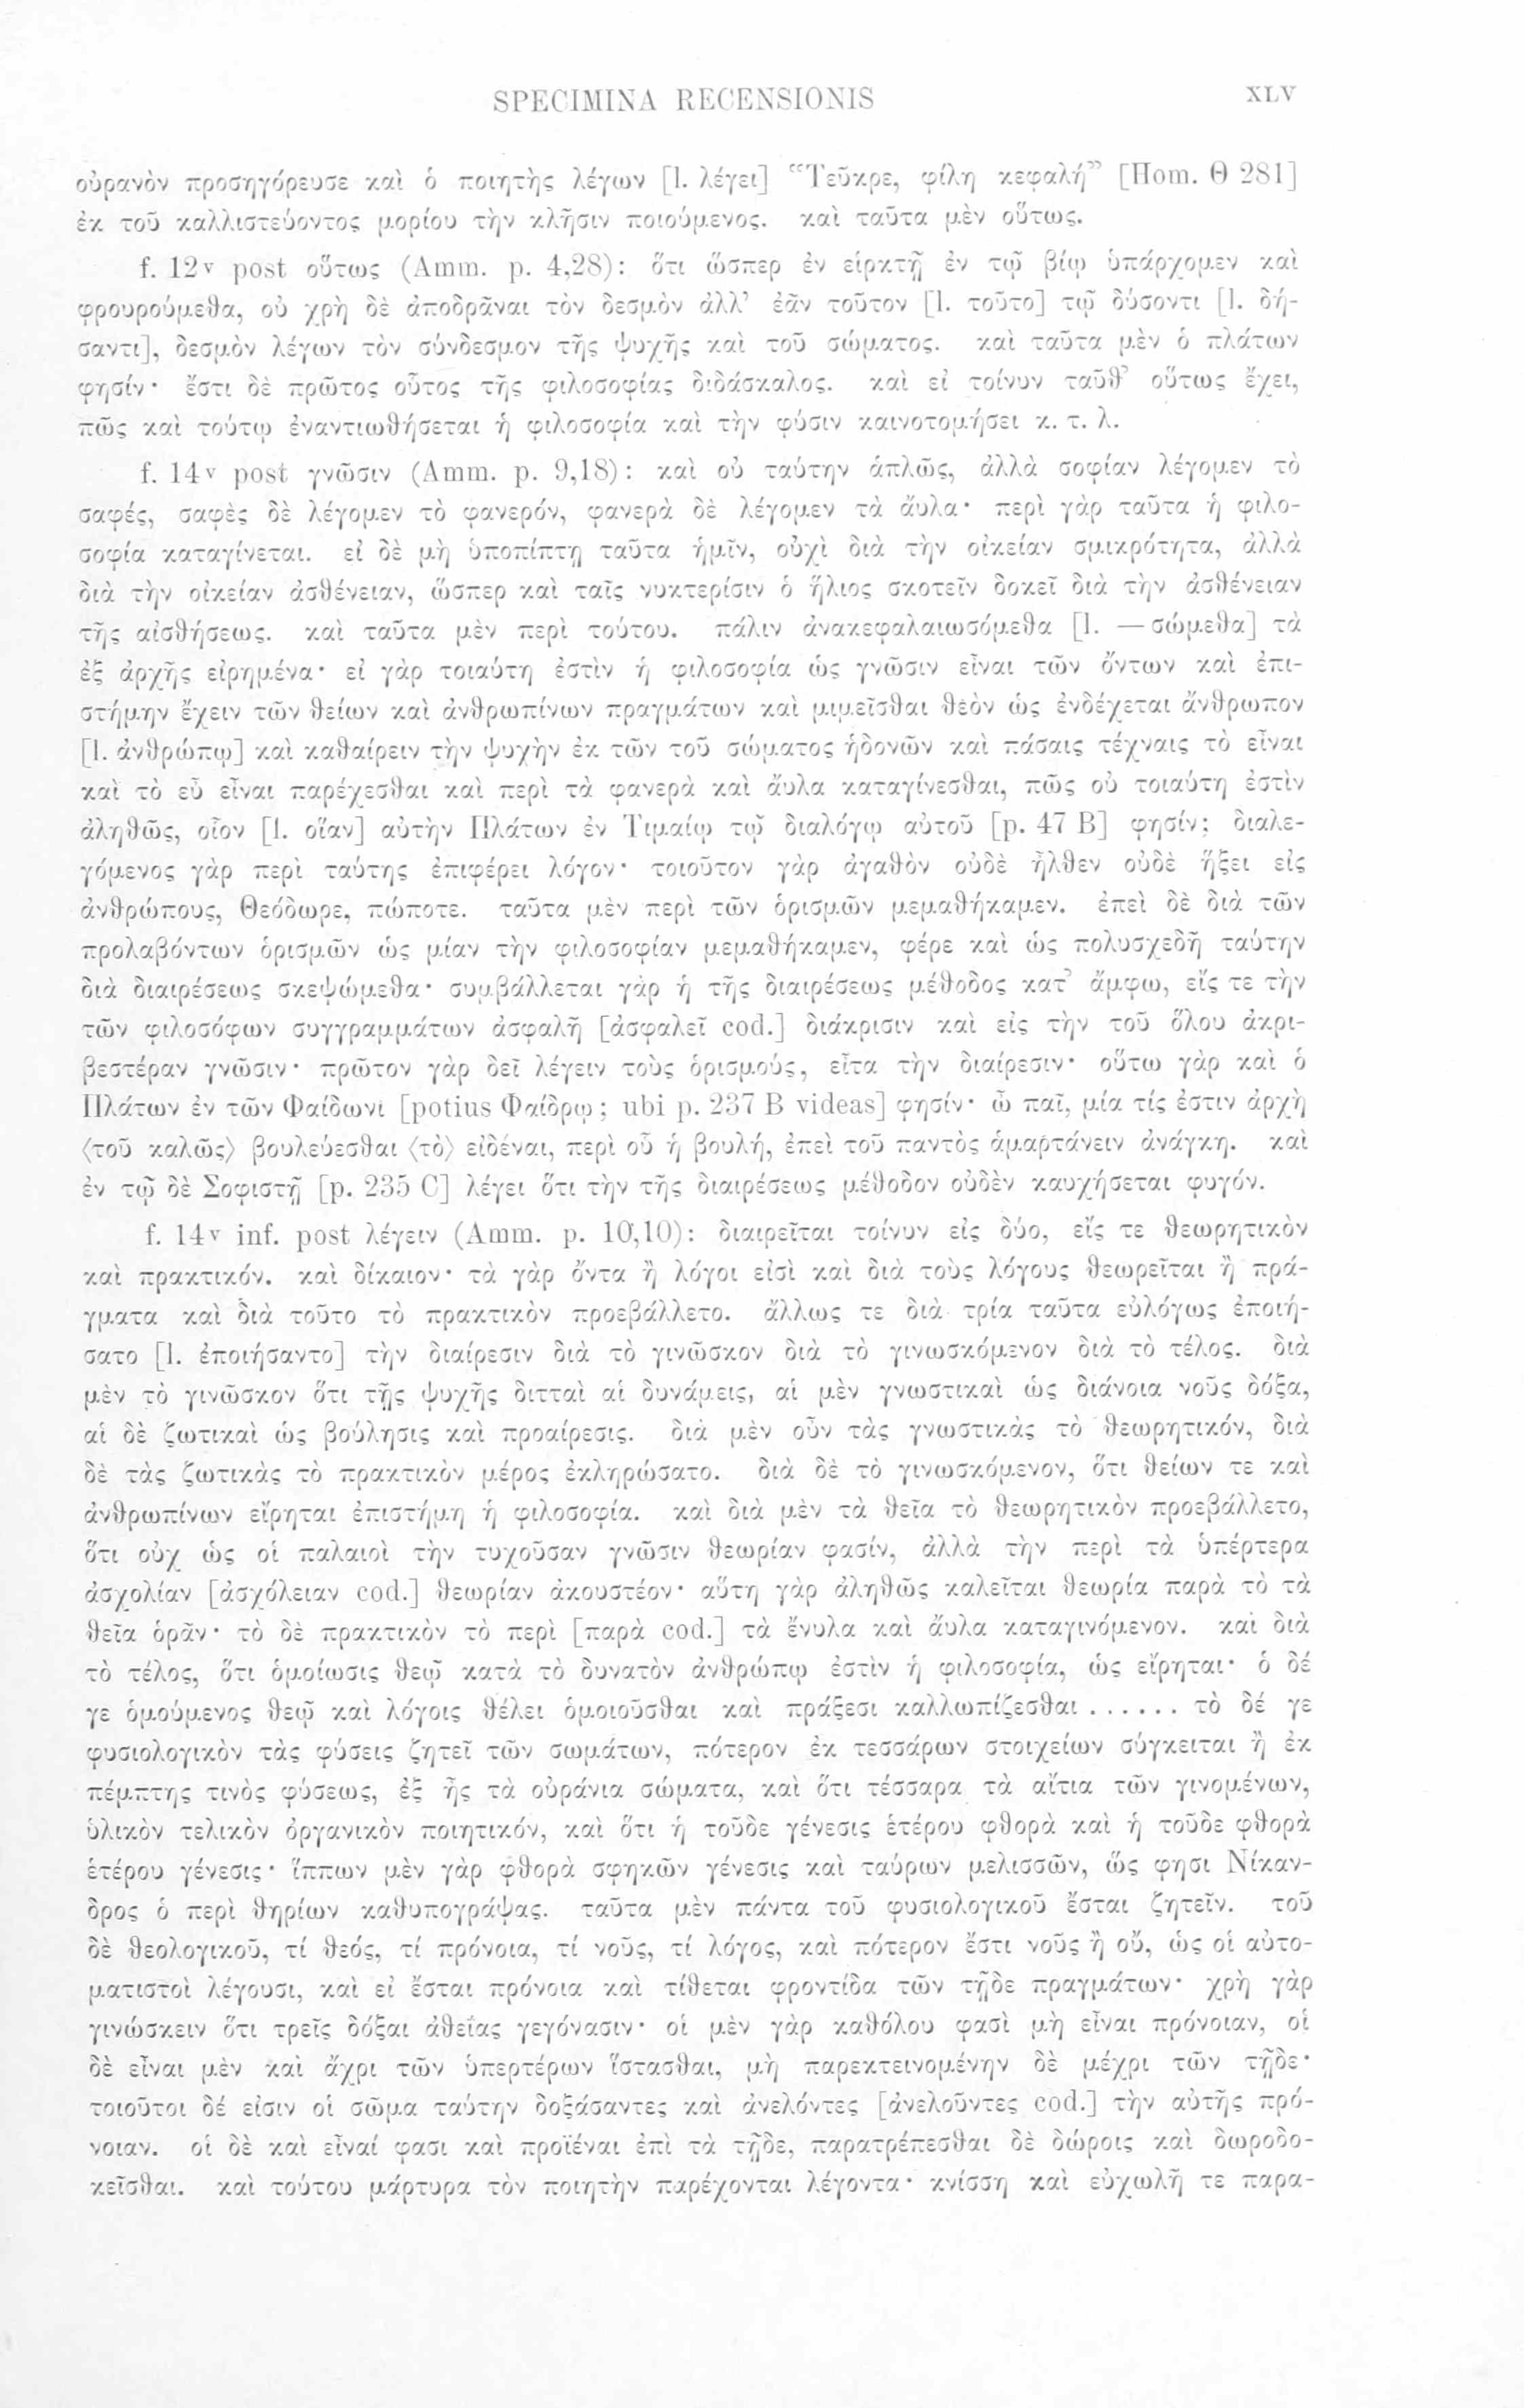 SPECIMINA RECENSIONIS XLV
οὐρανὸν προσηγόρευσε καὶ ὁ ποιητὴς λέγων [l. λέγει] “Τεῦκρε, φίλη κεφαλή” [Hom. Θ 281]
ἐκ τοῦ καλλιστεύοντος μορίου τὴν κλῆσιν ποιούμενος. καὶ ταῦτα μὲν οὕτως.
f. 12v post οὕτως (Amm. p. 4,28): ὅτι ὥσπερ ἐν εἱρκτῇ ἐν τῷ βίῳ ὑπάρχομεν καὶ
φρουρούμεθα, οὐ χρὴ δὲ ἀποδρᾶναι τὸν δεσμὸν ἀλλ’ ἐᾶν τοῦτον [l. τοῦτο] τῷ δύσοντι [l. δή-
σαντι], δεσμὸν λέγων τὸν σύνδεσμον τῆς ψυχῆς καὶ τοῦ σώματος. καὶ ταῦτα μὲν ὁ πλάτων
φησίν· ἔστι δὲ πρῶτος οὗτος τῆς φιλοσοφίας διδάσκαλος. καὶ εἰ τοίνυν ταῦθ’ οὕτως ἔχει,
πῶς καὶ τούτῳ ἐναντιωθήσεται ἡ φιλοσοφία καὶ τὴν φύσιν καινοτομήσει κ. τ. λ.
f. 14v post γνῶσιν (Amm. p. 9,18): καὶ οὐ ταύτην ἁπλῶς, ἀλλὰ σοφίαν λέγομεν τὸ
σαφές, σαφὲς δὲ λέγομεν τὸ φανερόν, φανερὰ δὲ λέγομεν τὰ ἄυλα· περὶ γὰρ ταῦτα ἡ φιλο-
σοφία καταγίνεται. εἰ δὲ μὴ ὑποπίπτῃ ταῦτα ἡμῖν, οὐχὶ διὰ τὴν οἰκείαν σμικρότητα, ἀλλὰ
διὰ τὴν οἰκείαν ἀσθένειαν, ὥσπερ καὶ ταῖς νυκτερίσιν ὁ ἥλιος σκοτεῖν δοκεῖ διὰ τὴν ἀσθένειαν
τῆς αἰσθήσεως. καὶ ταῦτα μὲν περὶ τούτου. πάλιν ἀνακεφαλαιωσόμεθα [l. —σώμεθα] τὰ
ἐξ ἀρχῆς εἰρημένα· εἰ γὰρ τοιαύτη ἐστὶν ἡ φιλοσοφία ὡς γνῶσιν εἶναι τῶν ὄντων καὶ ἐπι-
στήμην ἔχειν τῶν θείων καὶ ἀνθρωπίνων πραγμάτων καὶ μιμεῖσθαι θεὸν ὡς ἐνδέχεται ἄνθρωπον
[l. ἀνθρώπῳ] καὶ καθαίρειν τὴν ψυχὴν ἐκ τῶν τοῦ σώματος ἡδονῶν καὶ πάσαις τέχναις τὸ εἶναι
καὶ τὸ εὖ εἶναι παρέχεσθαι καὶ περὶ τὰ φανερὰ καὶ ἄυλα καταγίνεσθαι, πῶς οὐ τοιαύτη ἐστὶν
ἀληθῶς, οἷον [l. οἵαν] αὐτὴν Πλάτων ἐν Τιμαίῳ τῷ διαλόγῳ αὐτοῦ [p. 47 B] φησίν; διαλε-
γόμενος γὰρ περὶ ταύτης ἐπιφέρει λόγον· τοιοῦτον γὰρ ἀγαθὸν οὐδὲ ἦλθεν οὐδὲ ἥξει εἰς
ἀνθρώπους, Θεόδωρε, πώποτε. ταῦτα μὲν περὶ τῶν ὁρισμῶν μεμαθήκαμεν. ἐπεὶ δὲ διὰ τῶν
προλαβόντων ὁρισμῶν ὡς μίαν τὴν φιλοσοφίαν μεμαθήκαμεν, φέρε καὶ ὡς πολυσχεδῆ ταύτην
διὰ διαιρέσεως σκεψώμεθα· συμβάλλεται γὰρ ἡ τῆς διαιρέσεως μέθοδος κατ’ ἄμφω, εἴς τε τὴν
τῶν φιλοσόφων συγγραμμάτων ἀσφαλῆ [ἀσφαλεῖ cod.] διάκρισιν καὶ εἰς τὴν τοῦ ὅλου ἀκρι-
βεστέραν γνῶσιν· πρῶτον γὰρ δεῖ λέγειν τοὺς ὁρισμούς, εἶτα τὴν διαίρεσιν· οὕτω γὰρ καὶ ὁ
Πλάτων ἐν τῶν Φαίδωνι [potius Φαίδρῳ; ubi p. 237 B videas] φησίν· ὦ παῖ, μία τίς ἐστιν ἀρχὴ
⟨τοῦ καλῶς⟩ βουλεύεσθαι ⟨τὸ⟩ εἰδέναι, περὶ οὗ ἡ βουλή, ἐπεὶ τοῦ παντὸς ἁμαρτάνειν ἀνάγκη. καὶ
ἐν τῷ δὲ Σοφιστῇ [p. 235 C] λέγει ὅτι τὴν τῆς διαιρέσεως μέθοδον οὐδὲν καυχήσεται φυγόν.
f. 14v inf. post λέγειν (Amm. p. 10,10): διαιρεῖται τοίνυν εἰς δύο, εἴς τε θεωρητικὸν
καὶ πρακτικόν. καὶ δίκαιον· τὰ γὰρ ὄντα ἢ λόγοι εἰσὶ καὶ διὰ τοὺς λόγους θεωρεῖται ἢ πρά-
γματα καὶ διὰ τοῦτο τὸ πρακτικὸν προεβάλλετο. ἄλλως τε διὰ τρία ταῦτα εὐλόγως ἐποιή-
σατο [l. ἐποιήσαντο] τὴν διαίρεσιν διὰ τὸ γινῶσκον διὰ τὸ γινωσκόμενον διὰ τὸ τέλος. διὰ
μὲν τὸ γινῶσκον ὅτι τῆς ψυχῆς διτταὶ αἱ δυνάμεις, αἱ μὲν γνωστικαὶ ὡς διάνοια νοῦς δόξα,
αἱ δὲ ζωτικαὶ ὡς βούλησις καὶ προαίρεσις. διὰ μὲν οὖν τὰς γνωστικὰς τὸ θεωρητικόν, διὰ
δὲ τὰς ζωτικὰς τὸ πρακτικὸν μέρος ἐκληρώσατο. διὰ δὲ τὸ γινωσκόμενον, ὅτι θείων τε καὶ
ἀνθρωπίνων εἴρηται ἐπιστήμη ἡ φιλοσοφία. καὶ διὰ μὲν τὰ θεῖα τὸ θεωρητικὸν προεβάλλετο,
ὅτι οὐχ ὡς οἱ παλαιοὶ τὴν τυχοῦσαν γνῶσιν θεωρίαν φασίν, ἀλλὰ τὴν περὶ τὰ ὑπέρτερα
ἀσχολίαν [ἀσχόλειαν cod.] θεωρίαν ἀκουστέον· αὕτη γὰρ ἀληθῶς καλεῖται θεωρία παρὰ τὸ τὰ
θεῖα ὁρᾶν· τὸ δὲ πρακτικὸν τὸ περὶ [παρὰ cod.] τὰ ἔνυλα καὶ ἄυλα καταγινόμενον. καὶ διὰ
τὸ τέλος, ὅτι ὁμοίωσις θεῷ κατὰ τὸ δυνατὸν ἀνθρώπῳ ἐστὶν ἡ φιλοσοφία, ὡς εἴρηται· ὁ δέ
γε ὁμούμενος θεῷ καὶ λόγοις θέλει ὁμοιοῦσθαι καὶ πράξεσι καλλωπίζεσθαι ...... τὸ δέ γε
φυσιολογικὸν τὰς φύσεις ζητεῖ τῶν σωμάτων, πότερον ἐκ τεσσάρων στοιχείων σύγκειται ἢ ἐκ
πέμπτης τινὸς φύσεως, ἐξ ἧς τὰ οὐράνια σώματα, καὶ ὅτι τέσσαρα τὰ αἴτια τῶν γινομένων,
ὑλικὸν τελικὸν ὀργανικὸν ποιητικόν, καὶ ὅτι ἡ τοῦδε γένεσις ἑτέρου φθορὰ καὶ ἡ τοῦδε φθορὰ
ἑτέρου γένεσις· ἵππων μὲν γὰρ φθορὰ σφηκῶν γένεσις καὶ ταύρων μελισσῶν, ὥς φησι Νίκαν-
δρος ὁ περὶ θηρίων καθυπογράψας. ταῦτα μὲν πάντα τοῦ φυσιολογικοῦ ἔσται ζητεῖν. τοῦ
δὲ θεολογικοῦ, τί θεός, τί πρόνοια, τί νοῦς, τί λόγος, καὶ πότερον ἔστι νοῦς ἢ οὔ, ὡς οἱ αὐτο-
ματιστοὶ λέγουσι, καὶ εἰ ἔσται πρόνοια καὶ τίθεται φροντίδα τῶν τῇδε πραγμάτων· χρὴ γὰρ
γινώσκειν ὅτι τρεῖς δόξαι ἀθεΐας γεγόνασιν· οἱ μὲν γὰρ καθόλου φασὶ μὴ εἶναι πρόνοιαν, οἱ
δὲ εἶναι μὲν καὶ ἄχρι τῶν ὑπερτέρων ἵστασθαι, μὴ παρεκτεινομένην δὲ μέχρι τῶν τῇδε·
τοιοῦτοι δέ εἰσιν οἱ σῶμα ταύτην δοξάσαντες καὶ ἀνελόντες [ἀνελοῦντες cod.] τὴν αὐτῆς πρό-
νοιαν. οἱ δὲ καὶ εἶναί φασι καὶ προϊέναι ἐπὶ τὰ τῇδε, παρατρέπεσθαι δὲ δώροις καὶ δωροδο-
κεῖσθαι. καὶ τούτου μάρτυρα τὸν ποιητὴν παρέχονται λέγοντα· κνίσσῃ καὶ εὐχωλῇ τε παρα-